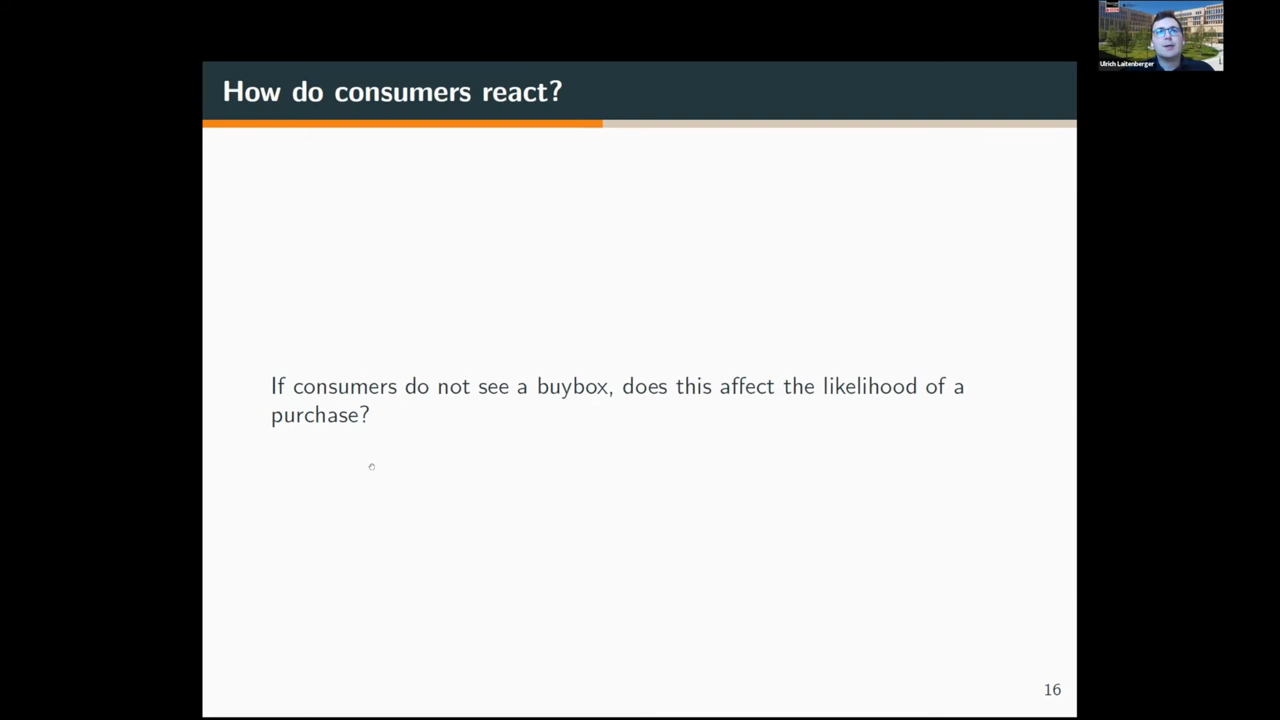 Ulrich Laitenberger
How do consumers react?
If consumers do not see a buybox, does this affect the likelihood of a
purchase?
16